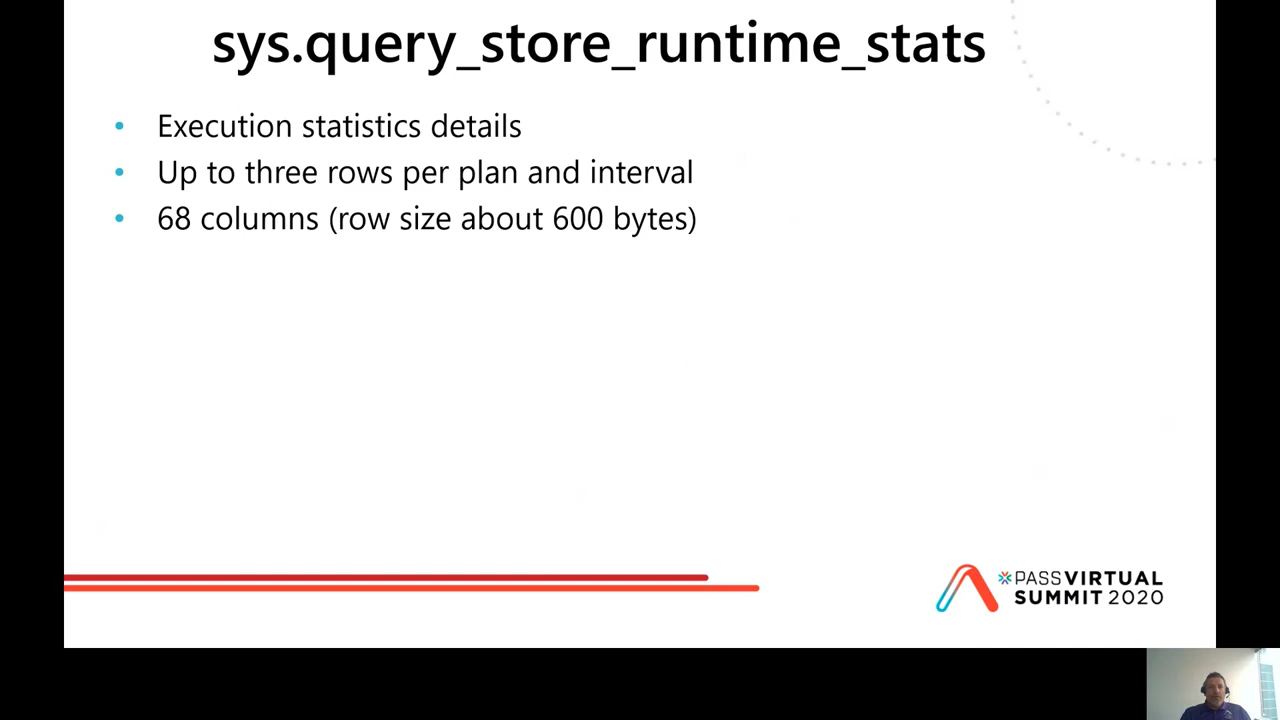 sys.query_store_runtime_stats
• Execution statistics details
• Up to three rows per plan and interval
• 68 columns (row size about 600 bytes)
PASS VIRTUAL
SUMMIT 2020